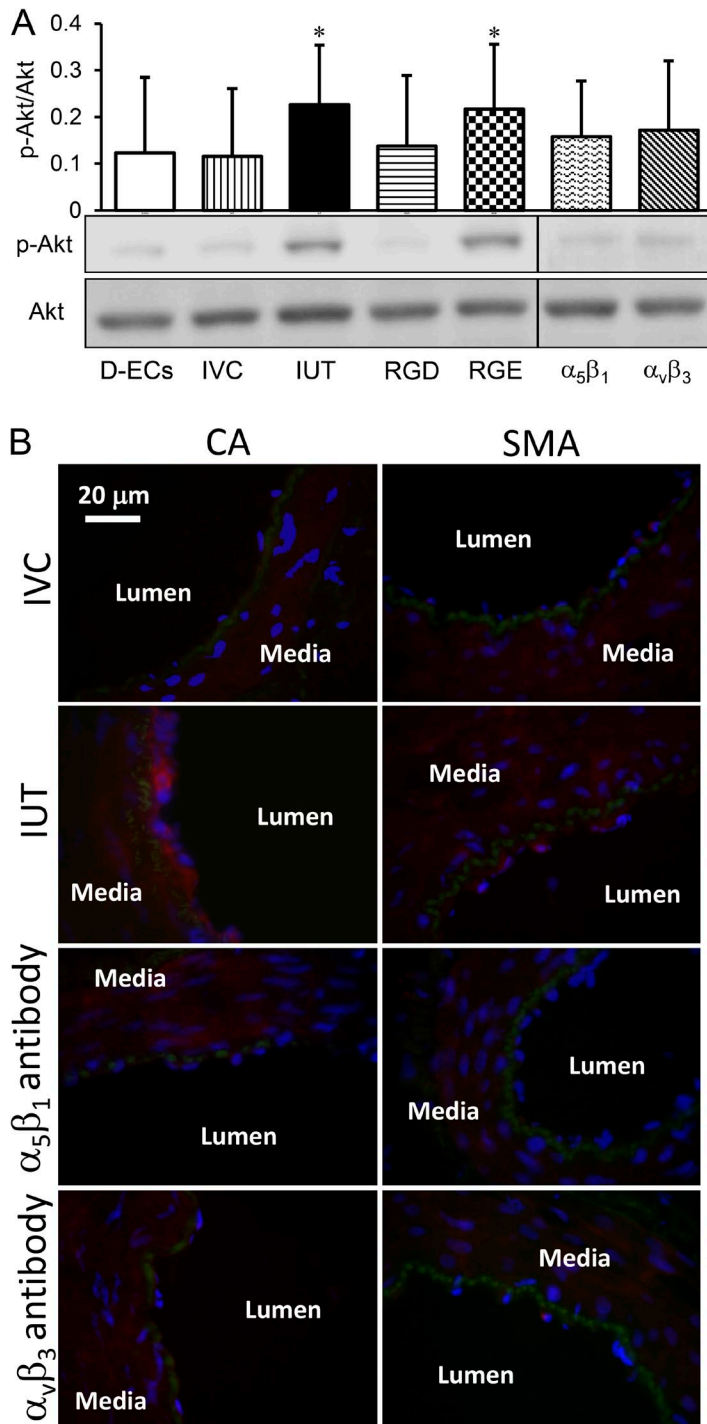 A
p-Akt/Akt
0.4
0.3
0.2
0.1
0
* *
p-Akt
Akt
D-ECs IVC IUT RGD RGE α5β1 αvβ3
B
CA SMA
IVC
20 μm
Lumen
Media
Lumen
Media
IUT
Lumen
Media
Media
Lumen
α5β1 antibody
Media
Lumen
Lumen
Media
αvβ3 antibody
Lumen
Media
Media
Lumen